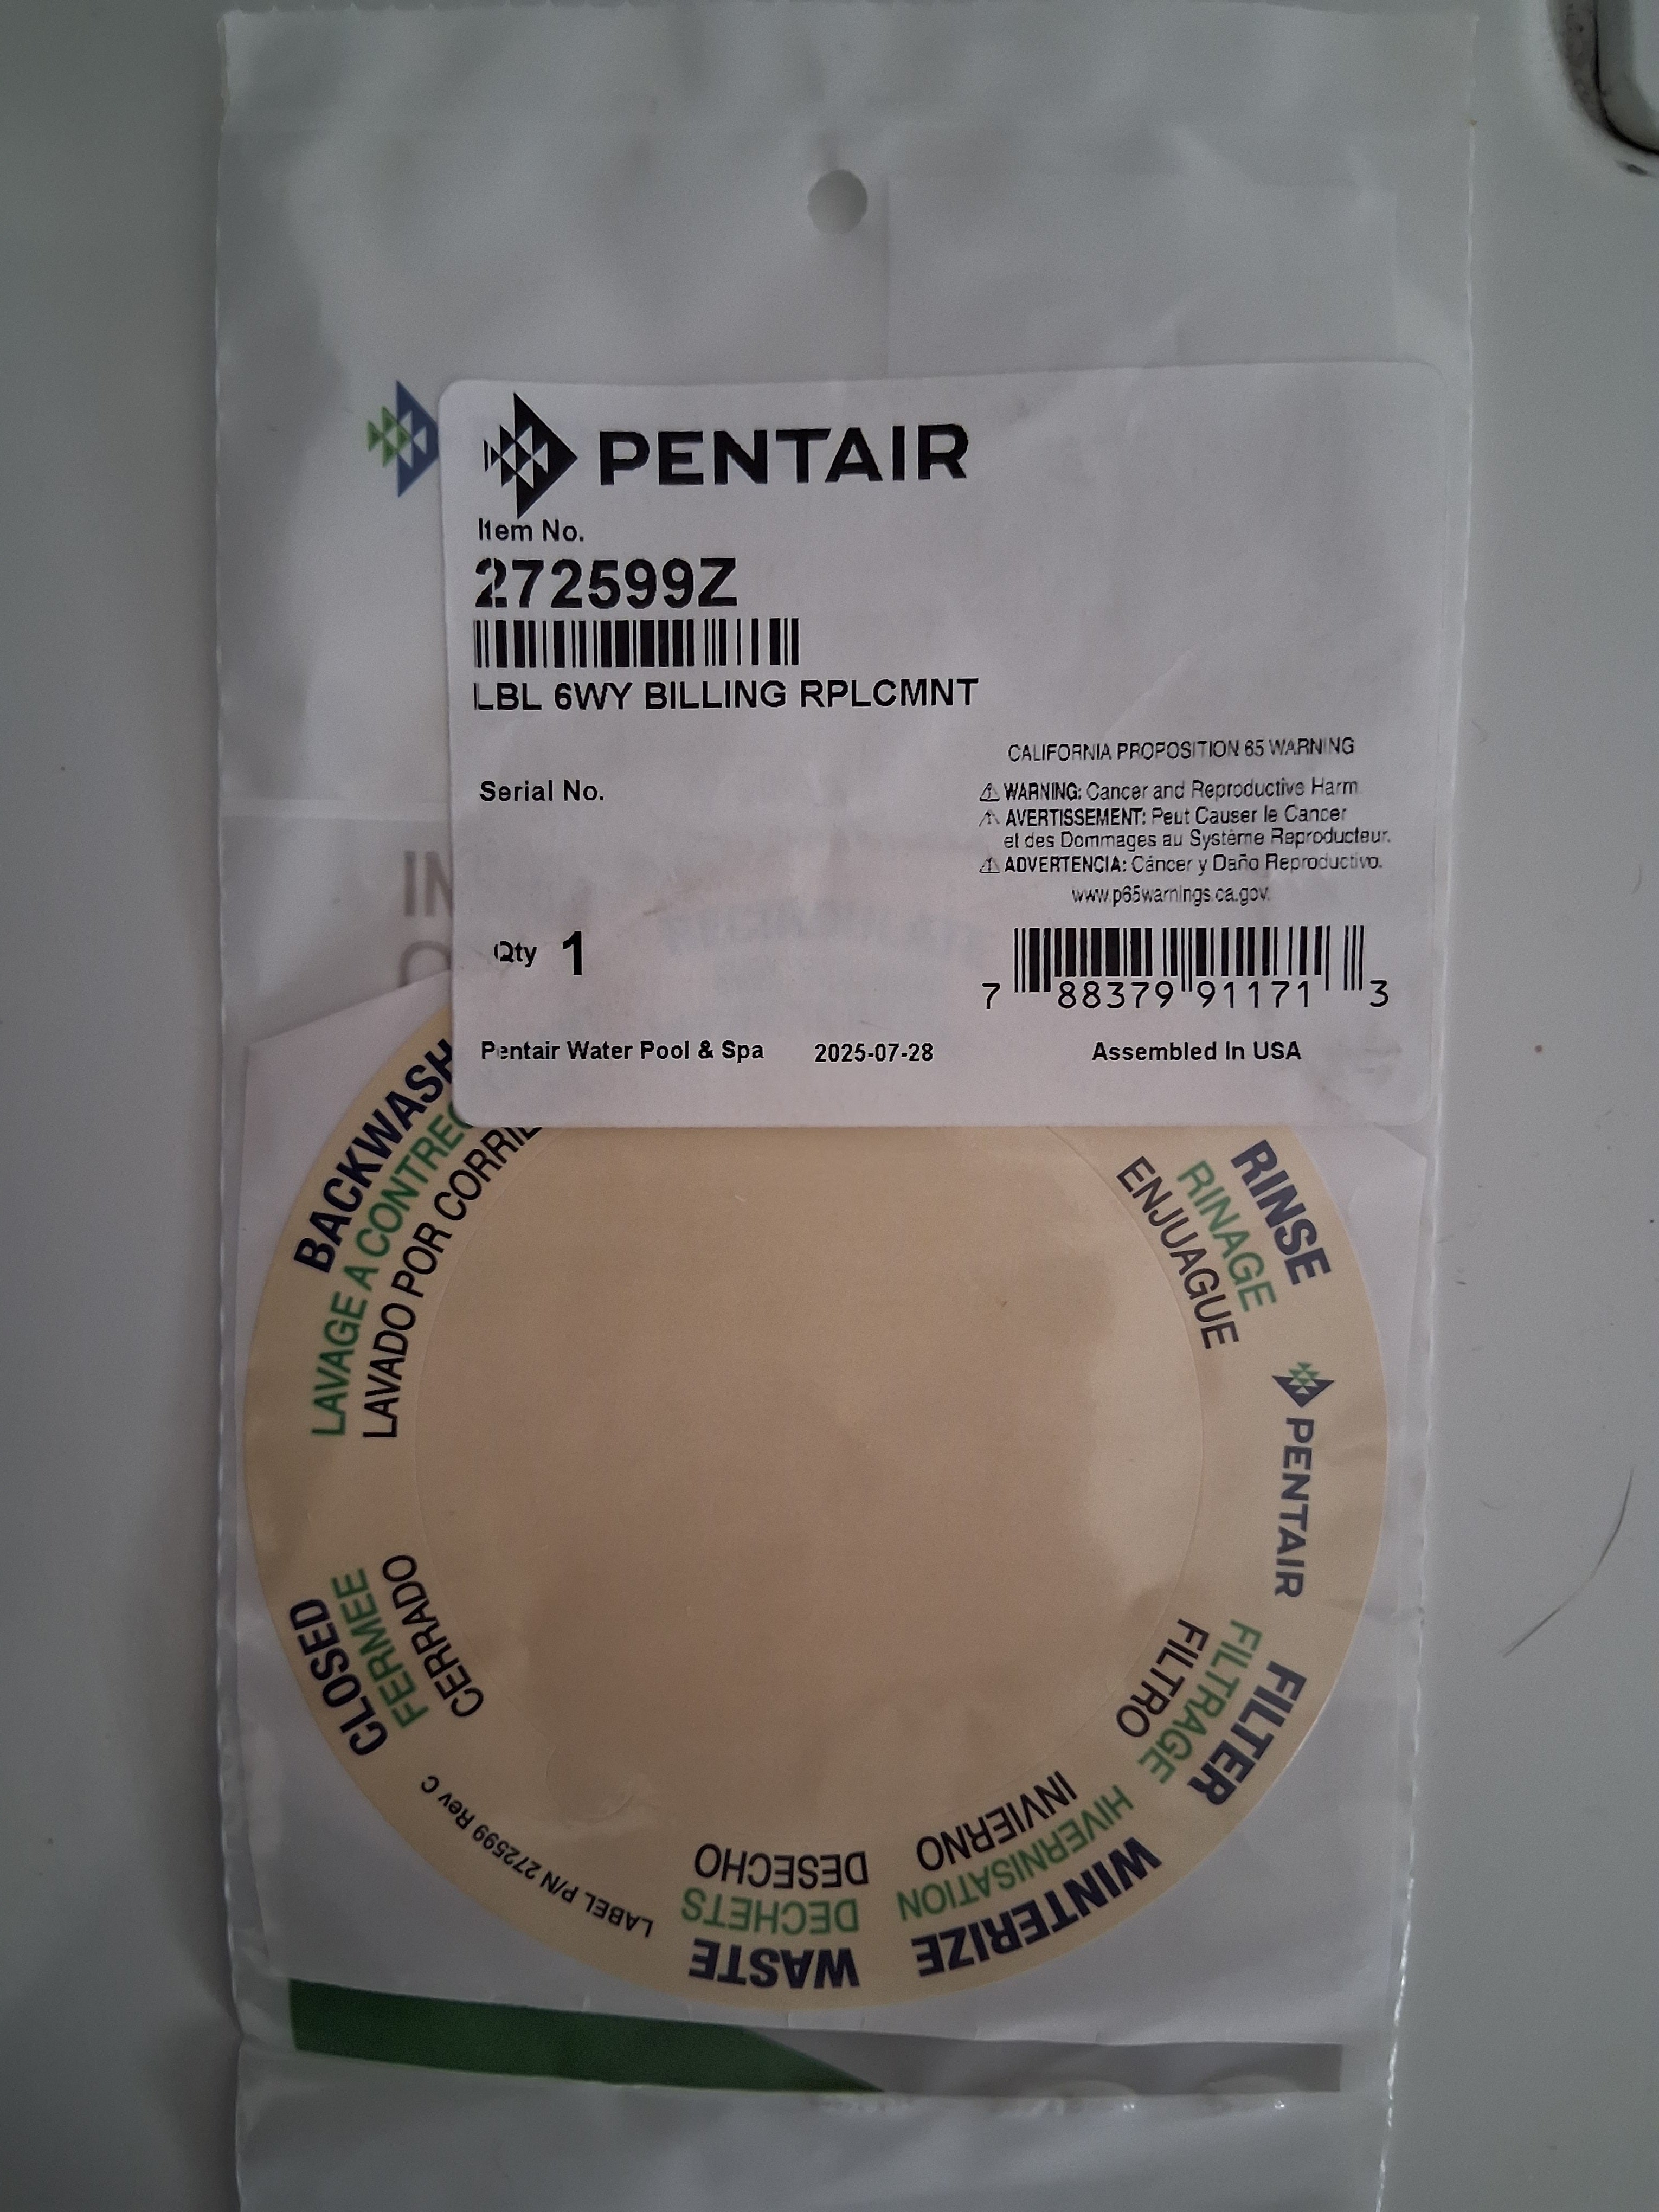 PENTAIR
Item No.
272599Z
LBL 6WY BILLING RPLCMNT
CALIFORNIA PROPOSITION 65 WARNING
Serial No.
⚠ WARNING: Cancer and Reproductive Harm
⚠ AVERTISSEMENT: Peut Causer le Cancer
et des Dommages au Système Reproducteur.
⚠ ADVERTENCIA: Cáncer y Daño Reproductivo.
www.p65warnings.ca.gov.
Qty 1
7 88379 91171 3
Pentair Water Pool & Spa 2025-07-28 Assembled In USA
BACKWASH
LAVAGE A
LAVADO POR
RINSE
RINAGE
ENJUAGUE
PENTAIR
FILTER
FILTRAGE
FILTRO
WINTERIZE
HIVERNISATION
INVIERNO
WASTE
DECHETS
DESECHO
LABEL P/N 272599 Rev C
CLOSED
FERMEE
CERRADO